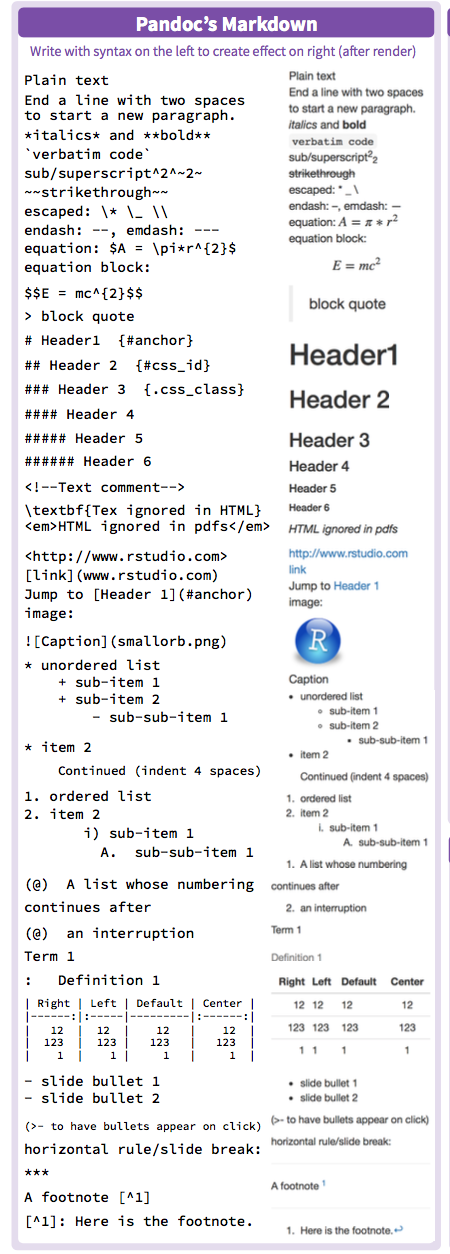 Pandoc's Markdown
Write with syntax on the left to create effect on right (after render)
Plain text
End a line with two spaces
to start a new paragraph.
*italics* and **bold**
`verbatim code`
sub/superscript^2^~2~
~~strikethrough~~
escaped: \* \_ \\
endash: --, emdash: ---
equation: $A = \pi*r^{2}$
equation block:
$$E = mc^{2}$$
> block quote
# Header1 {#anchor}
## Header 2 {#css_id}
### Header 3 {.css_class}
#### Header 4
##### Header 5
###### Header 6
<!--Text comment-->
\textbf{Tex ignored in HTML}
<em>HTML ignored in pdfs</em>
<http://www.rstudio.com>
[link](www.rstudio.com)
Jump to [Header 1](#anchor)
image:
![Caption](smallorb.png)
* unordered list
+ sub-item 1
+ sub-item 2
- sub-sub-item 1
* item 2
Continued (indent 4 spaces)
1. ordered list
2. item 2
i) sub-item 1
A. sub-sub-item 1
(@) A list whose numbering
continues after
(@) an interruption
Term 1
: Definition 1
| Right | Left | Default | Center |
|------:|:-----|---------|:------:|
| 12 | 12 | 12 | 12 |
| 123 | 123 | 123 | 123 |
| 1 | 1 | 1 | 1 |
- slide bullet 1
- slide bullet 2
(>- to have bullets appear on click)
horizontal rule/slide break:
***
A footnote [^1]
[^1]: Here is the footnote.
Plain text
End a line with two spaces
to start a new paragraph.
italics and bold
verbatim code
sub/superscript²₂
strikethrough
escaped: * _ \
endash: –, emdash: —
equation: A = π * r²
equation block:
E = mc²
block quote
Header1
Header 2
Header 3
Header 4
Header 5
Header 6
HTML ignored in pdfs
http://www.rstudio.com
link
Jump to Header 1
image:
R
Caption
• unordered list
◦ sub-item 1
◦ sub-item 2
▪ sub-sub-item 1
• item 2
Continued (indent 4 spaces)
1. ordered list
2. item 2
i. sub-item 1
A. sub-sub-item 1
1. A list whose numbering
continues after
2. an interruption
Term 1
Definition 1
Right Left Default Center
12 12 12 12
123 123 123 123
1 1 1 1
• slide bullet 1
• slide bullet 2
(>- to have bullets appear on click)
horizontal rule/slide break:
A footnote ¹
1. Here is the footnote.↩